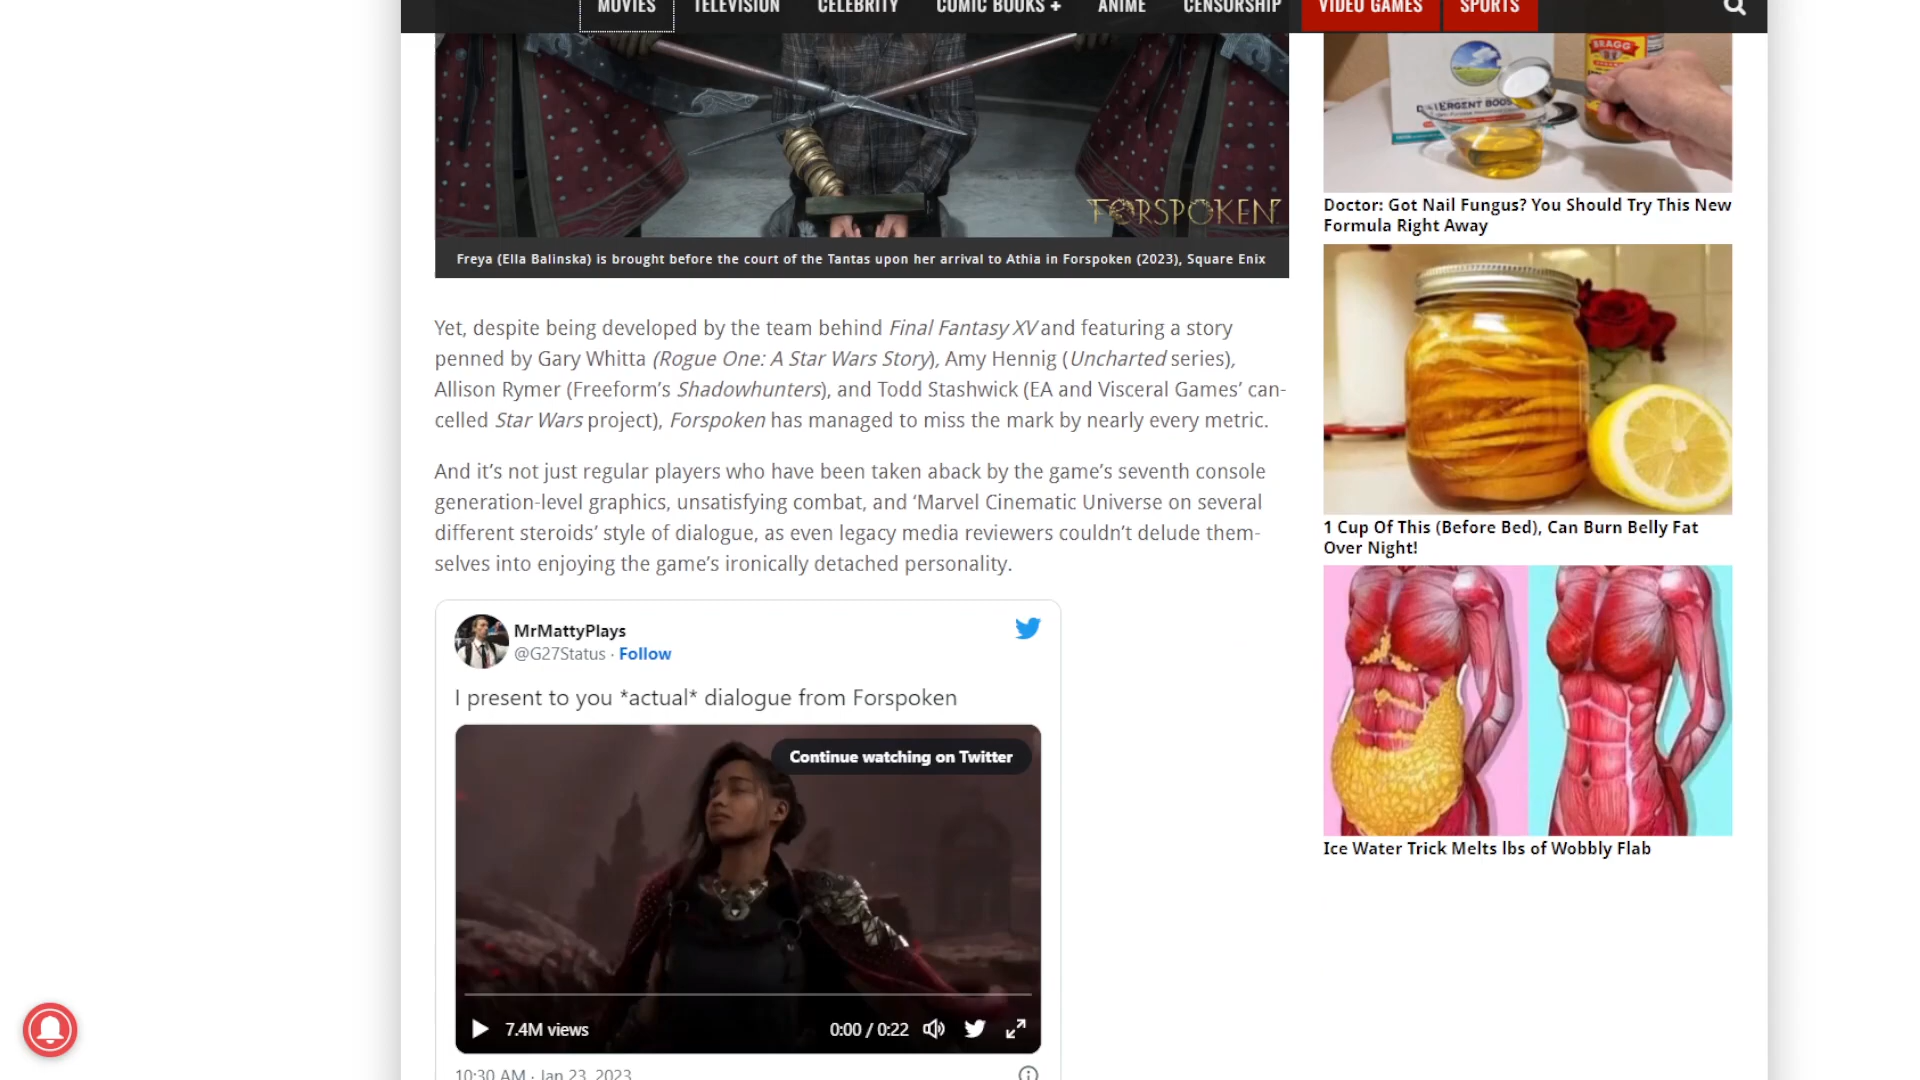 MOVIES TELEVISION CELEBRITY COMIC BOOKS + ANIME CENSORSHIP VIDEO GAMES SPORTS
FORSPOKEN
Freya (Ella Balinska) is brought before the court of the Tantas upon her arrival to Athia in Forspoken (2023), Square Enix
Yet, despite being developed by the team behind Final Fantasy XV and featuring a story
penned by Gary Whitta (Rogue One: A Star Wars Story), Amy Hennig (Uncharted series),
Allison Rymer (Freeform’s Shadowhunters), and Todd Stashwick (EA and Visceral Games’ can-
celled Star Wars project), Forspoken has managed to miss the mark by nearly every metric.
And it’s not just regular players who have been taken aback by the game’s seventh console
generation-level graphics, unsatisfying combat, and ‘Marvel Cinematic Universe on several
different steroids’ style of dialogue, as even legacy media reviewers couldn’t delude them-
selves into enjoying the game’s ironically detached personality.
MrMattyPlays
@G27Status · Follow
I present to you *actual* dialogue from Forspoken
Continue watching on Twitter
7.4M views
0:00 / 0:22
10:30 AM · Jan 23, 2023
BRAGG
DETERGENT BOOS
Doctor: Got Nail Fungus? You Should Try This New
Formula Right Away
1 Cup Of This (Before Bed), Can Burn Belly Fat
Over Night!
Ice Water Trick Melts lbs of Wobbly Flab